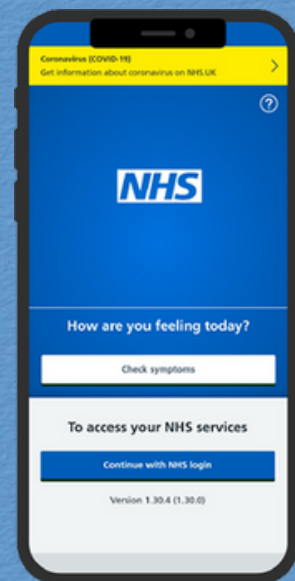 Coronavirus (COVID-19)
Get information about coronavirus on NHS.UK
?
NHS
How are you feeling today?
Check symptoms
To access your NHS services
Continue with NHS login
Version 1.30.4 (1.30.0)